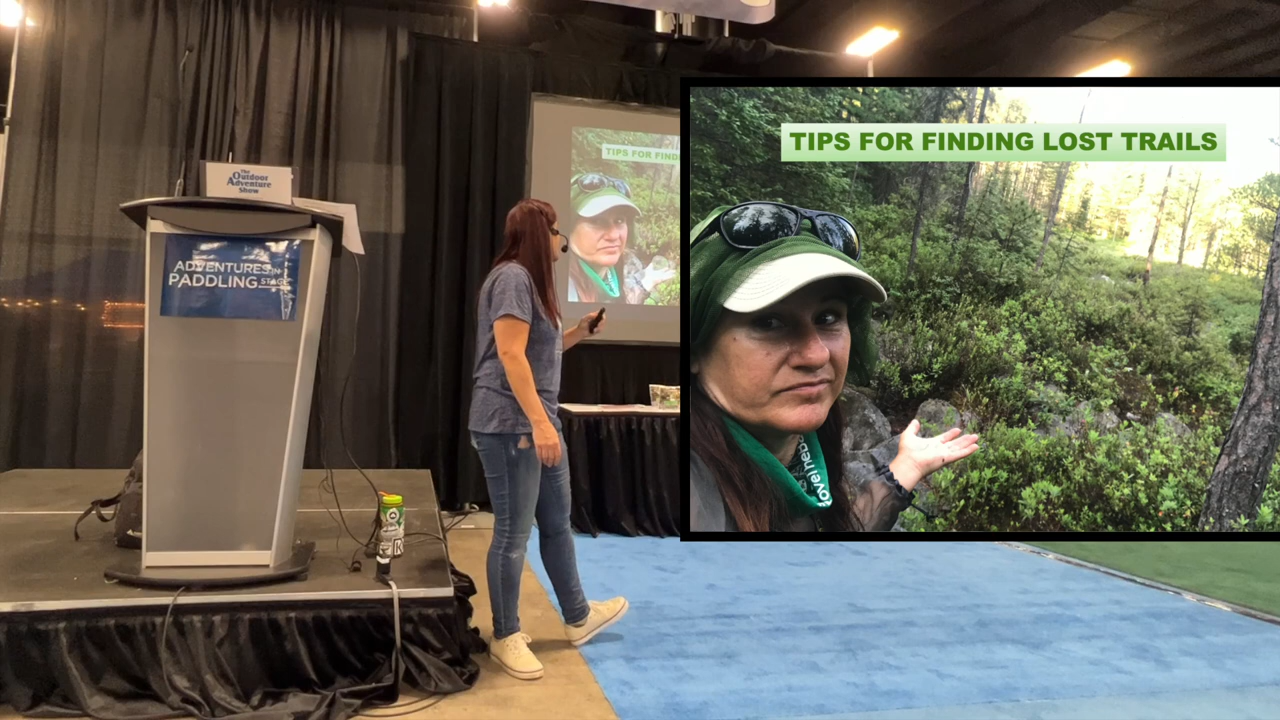 The
Outdoor
Adventure
Show
ADVENTURES IN
PADDLING STAGE
TIPS FOR FIND
TIPS FOR FINDING LOST TRAILS